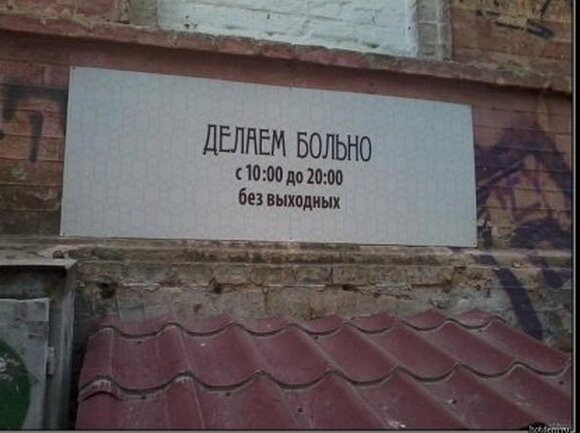 ДЕЛАЕМ БОЛЬНО
с 10:00 до 20:00
без выходных